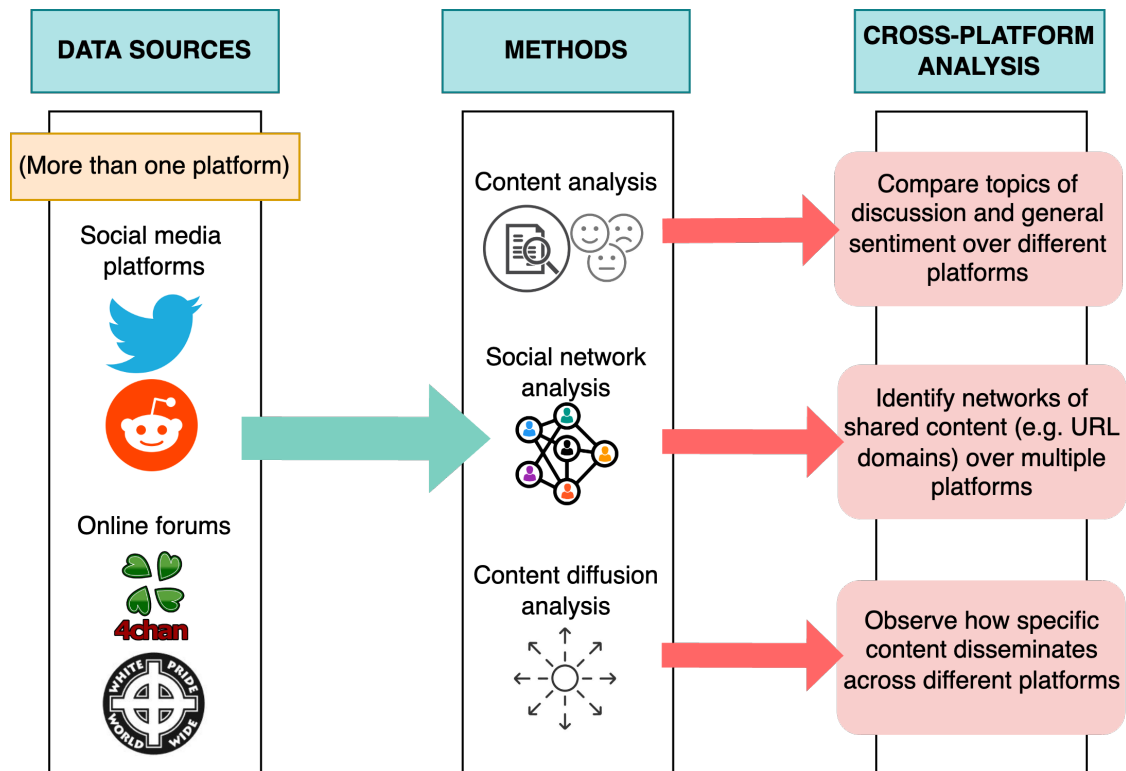 DATA SOURCES
METHODS
CROSS-PLATFORM
ANALYSIS
(More than one platform)
Social media
platforms
Online forums
4chan
WHITE PRIDE
WORLD WIDE
Content analysis
Social network
analysis
Content diffusion
analysis
Compare topics of
discussion and general
sentiment over different
platforms
Identify networks of
shared content (e.g. URL
domains) over multiple
platforms
Observe how specific
content disseminates
across different platforms